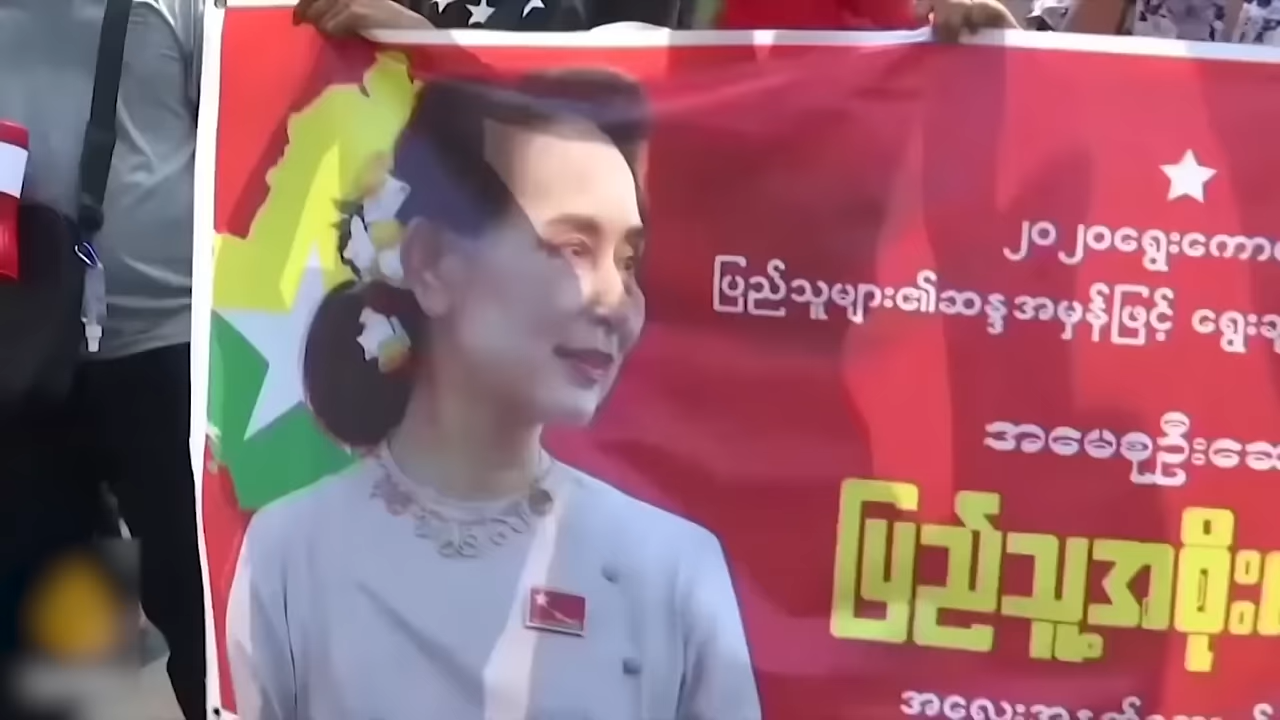 ၂၀၂၀ရွေးကော
ပြည်သူများ၏ဆန္ဒအမှန်ဖြင့် ရွေး
အမေစုဦးဆော
ပြည်သူ့အစိုး